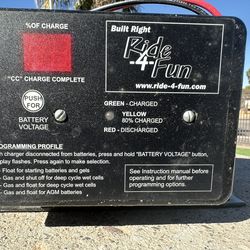 %OF CHARGE
Built Right
Ride
-4-
Fun
www.ride-4-fun.com
"CC" CHARGE COMPLETE
PUSH
FOR
BATTERY
VOLTAGE
GREEN - CHARGED
YELLOW
80% CHARGED
RED - DISCHARGED
PROGRAMMING PROFILE
charger disconnected from batteries, press and hold "BATTERY VOLTAGE" button,
display flashes. Press again to make selection.
- Float for starting batteries and gels
- Gas and shut off for deep cycle wet cells
- Gas and float for deep cycle wet cells
- Gas and float for AGM batteries
See Instruction manual before
operating and for further
programming options.